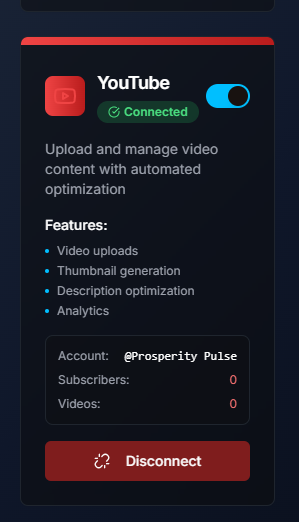 YouTube
Connected
Upload and manage video
content with automated
optimization
Features:
Video uploads
Thumbnail generation
Description optimization
Analytics
Account: @Prosperity Pulse
Subscribers: 0
Videos: 0
Disconnect